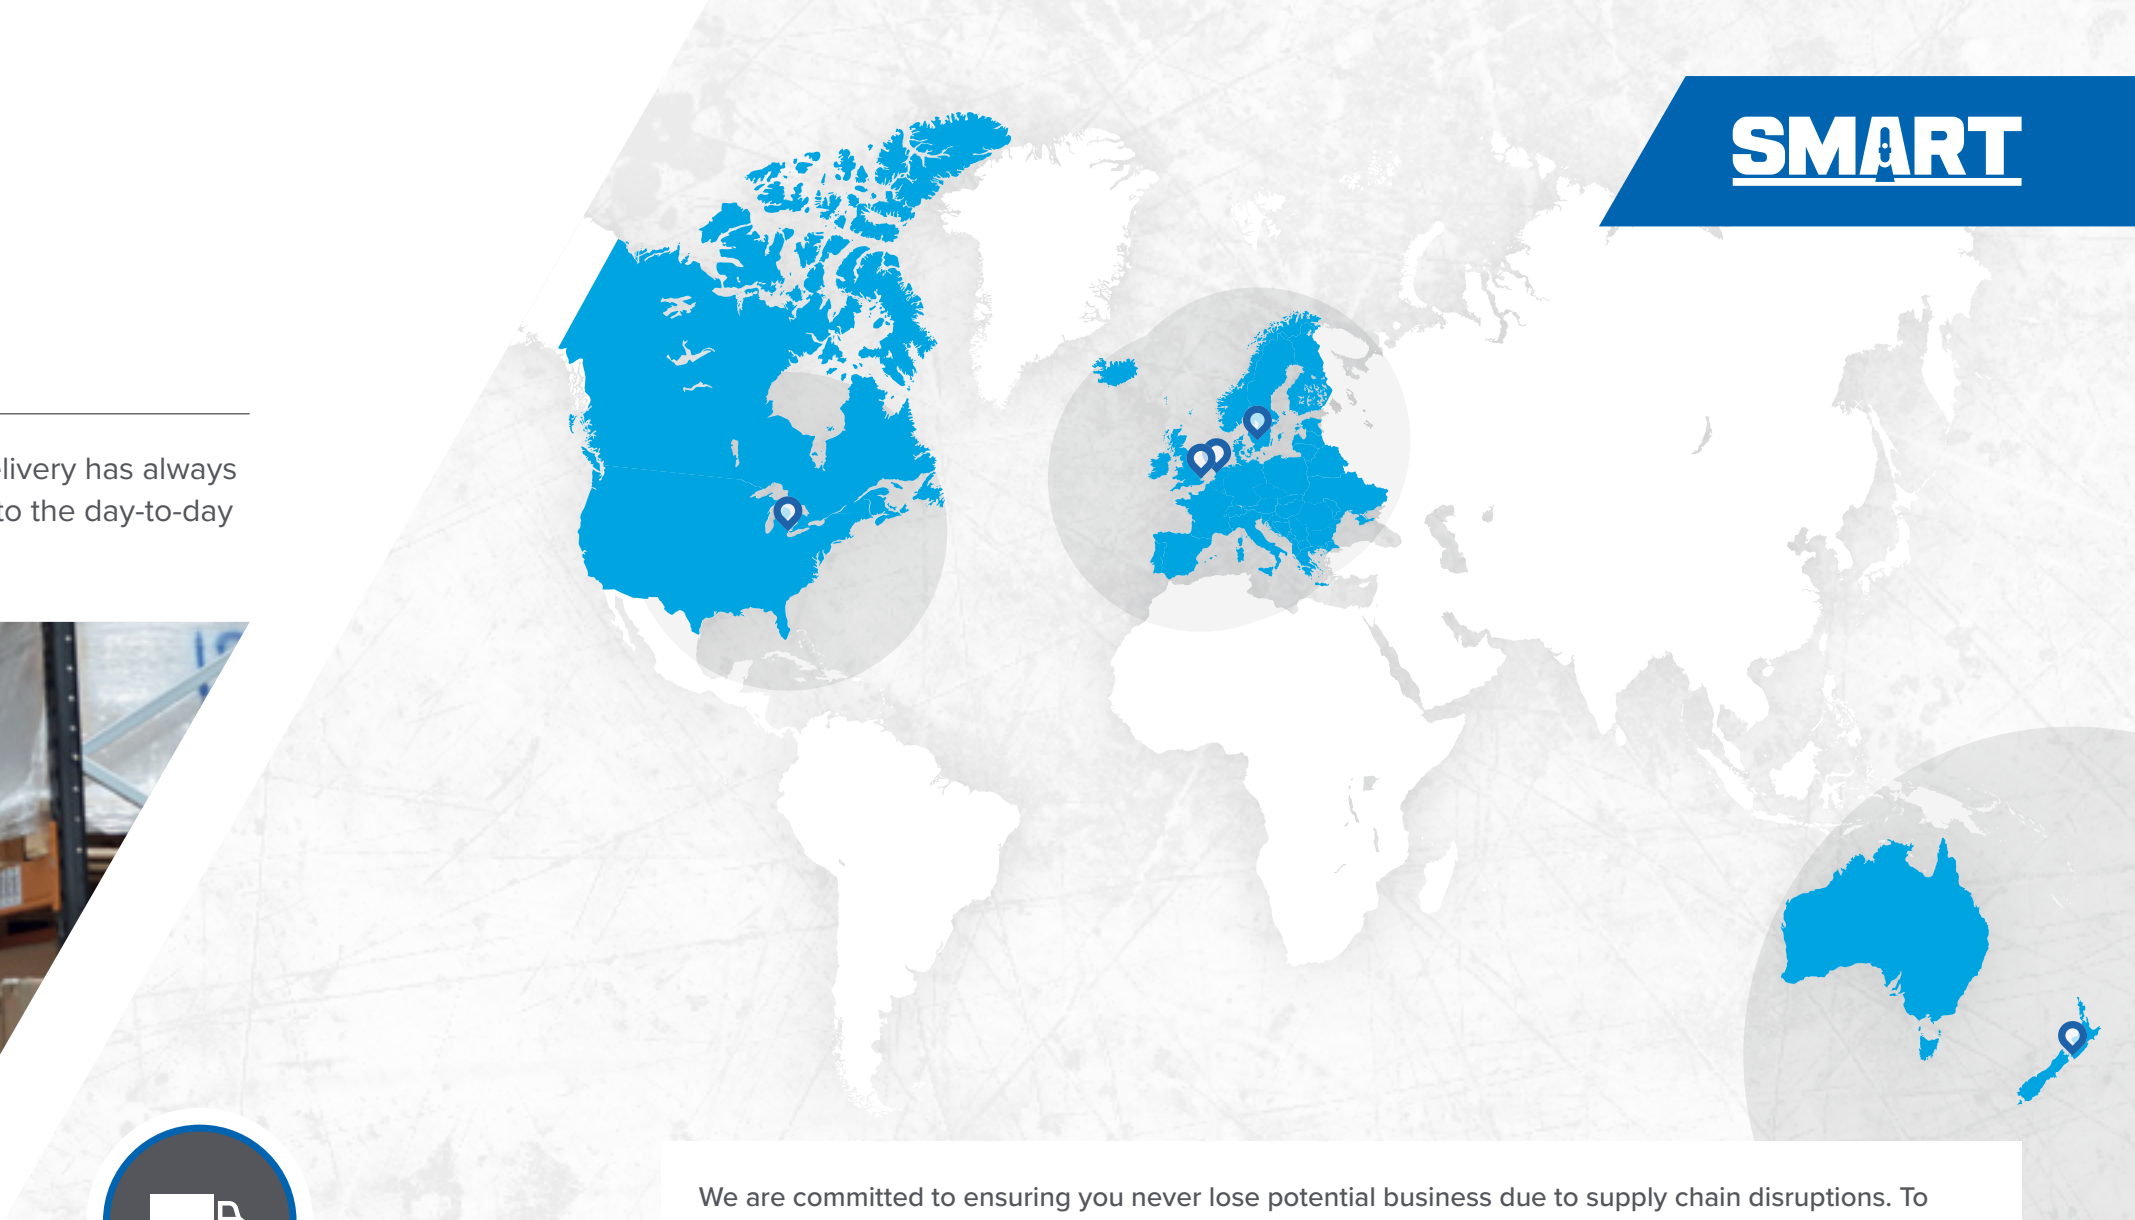 SMART
livery has always
to the day-to-day
We are committed to ensuring you never lose potential business due to supply chain disruptions. To